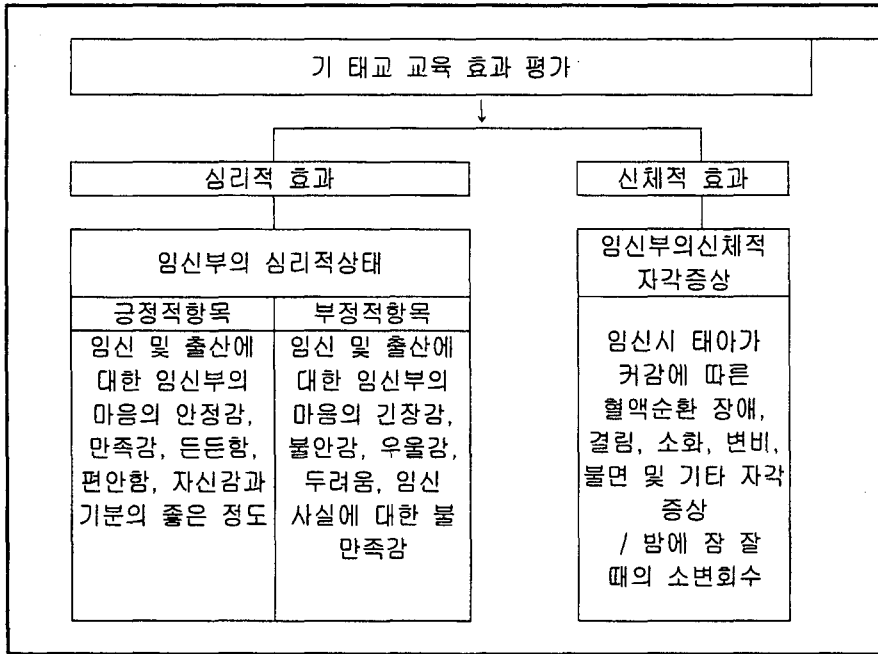 기 태교 교육 효과 평가
심리적 효과
신체적 효과
임신부의 심리적상태
긍정적항목
부정적항목
임신 및 출산에
대한 임신부의
마음의 안정감,
만족감, 든든함,
편안함, 자신감과
기분의 좋은 정도
임신 및 출산에
대한 임신부의
마움의 긴장감,
불안감, 우울감,
두려움, 임신
사실에 대한 불
만족감
임신부의신체적
자각증상
임신시 태아가
커감에 따른
혈액순환 장애,
결림, 소화, 변비,
불면 및 기타 자각
증상
/ 밤에 잠 잘
때의 소변회수